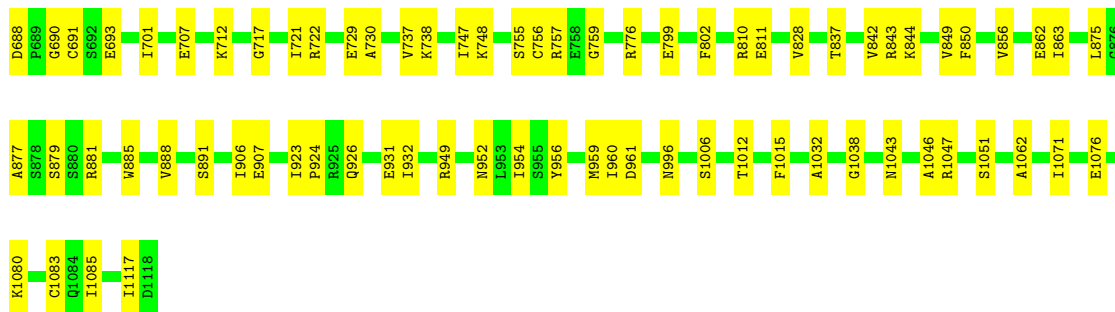 D688 P689 G690 C691 S692 E693 I701 E707 K712 G717 I721 R722 E729 A730 V737 K738 I747 K748 S755 C756 R757 E758 G759 R776 E799 F802 R810 E811 V828 T837 V842 R843 K844 V849 F850 V856 E862 I863 L875
A877 S878 S879 S880 R881 W885 V888 S891 I906 E907 I923 P924 R925 Q926 E931 I932 R949 N952 L953 I954 S955 Y956 M959 I960 D961 N996 S1006 T1012 F1015 A1032 G1038 N1043 A1046 R1047 S1051 A1062 I1071 E1076
K1080 C1083 Q1084 I1085 I1117 D1118